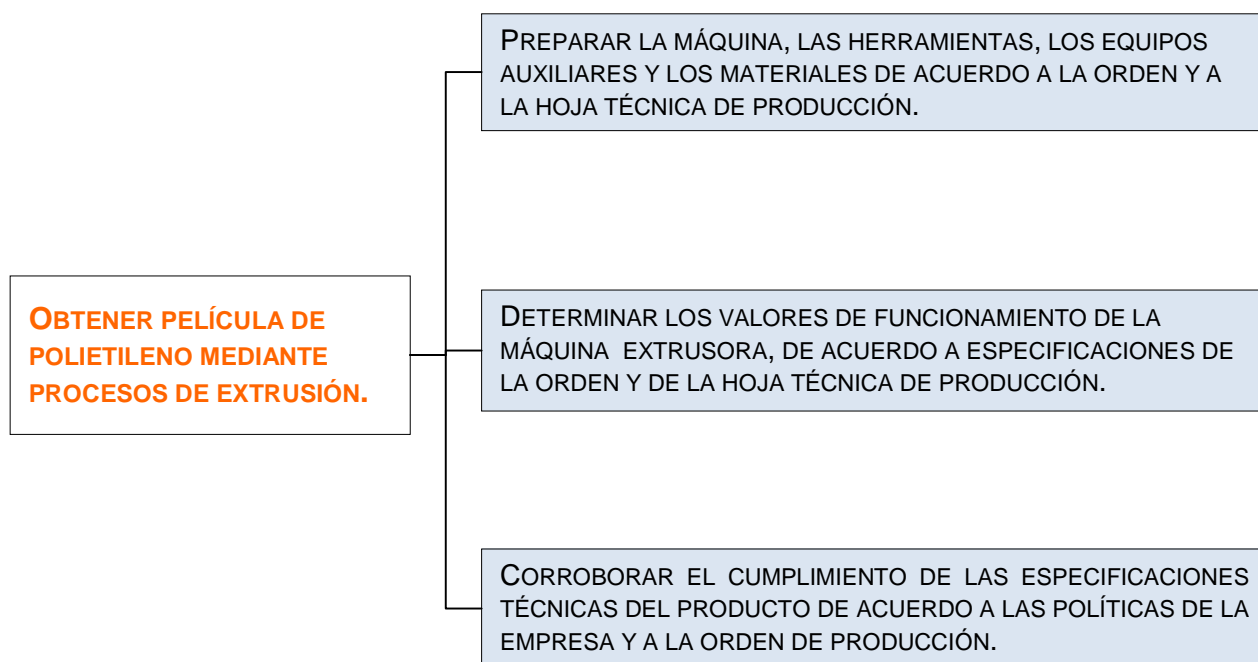 PREPARAR LA MÁQUINA, LAS HERRAMIENTAS, LOS EQUIPOS
AUXILIARES Y LOS MATERIALES DE ACUERDO A LA ORDEN Y A
LA HOJA TÉCNICA DE PRODUCCIÓN.
OBTENER PELÍCULA DE
POLIETILENO MEDIANTE
PROCESOS DE EXTRUSIÓN.
DETERMINAR LOS VALORES DE FUNCIONAMIENTO DE LA
MÁQUINA EXTRUSORA, DE ACUERDO A ESPECIFICACIONES DE
LA ORDEN Y DE LA HOJA TÉCNICA DE PRODUCCIÓN.
CORROBORAR EL CUMPLIMIENTO DE LAS ESPECIFICACIONES
TÉCNICAS DEL PRODUCTO DE ACUERDO A LAS POLÍTICAS DE LA
EMPRESA Y A LA ORDEN DE PRODUCCIÓN.